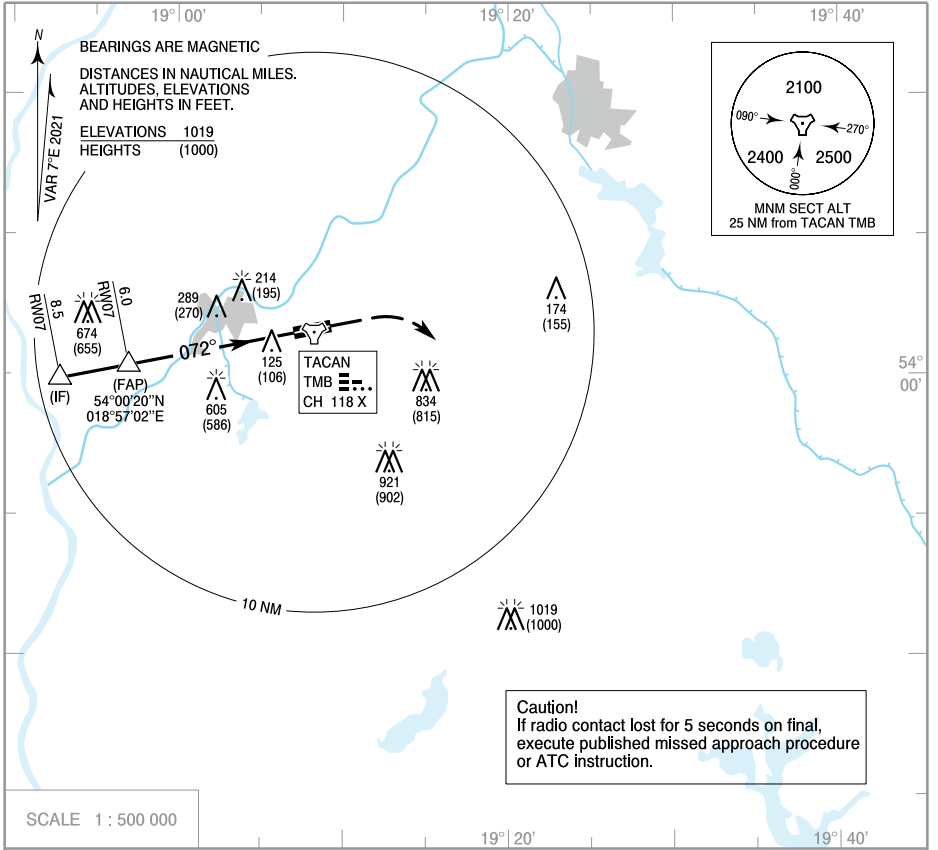 19° 00' 19° 20' 19° 40'
N
VAR 7°E 2021
BEARINGS ARE MAGNETIC
DISTANCES IN NAUTICAL MILES.
ALTITUDES, ELEVATIONS
AND HEIGHTS IN FEET.
ELEVATIONS 1019
HEIGHTS (1000)
2100
090°
270°
2400 2500
000°
MNM SECT ALT
25 NM from TACAN TMB
8.5
RW07
674
(655)
6.0
RW07
289
(270)
214
(195)
174
(155)
072°
125
(106)
(IF)
(FAP)
54°00'20"N
018°57'02"E
605
(586)
TACAN
TMB
CH 118 X
834
(815)
54°
00'
921
(902)
10 NM
1019
(1000)
Caution!
If radio contact lost for 5 seconds on final,
execute published missed approach procedure
or ATC instruction.
SCALE 1 : 500 000
19° 20' 19° 40'